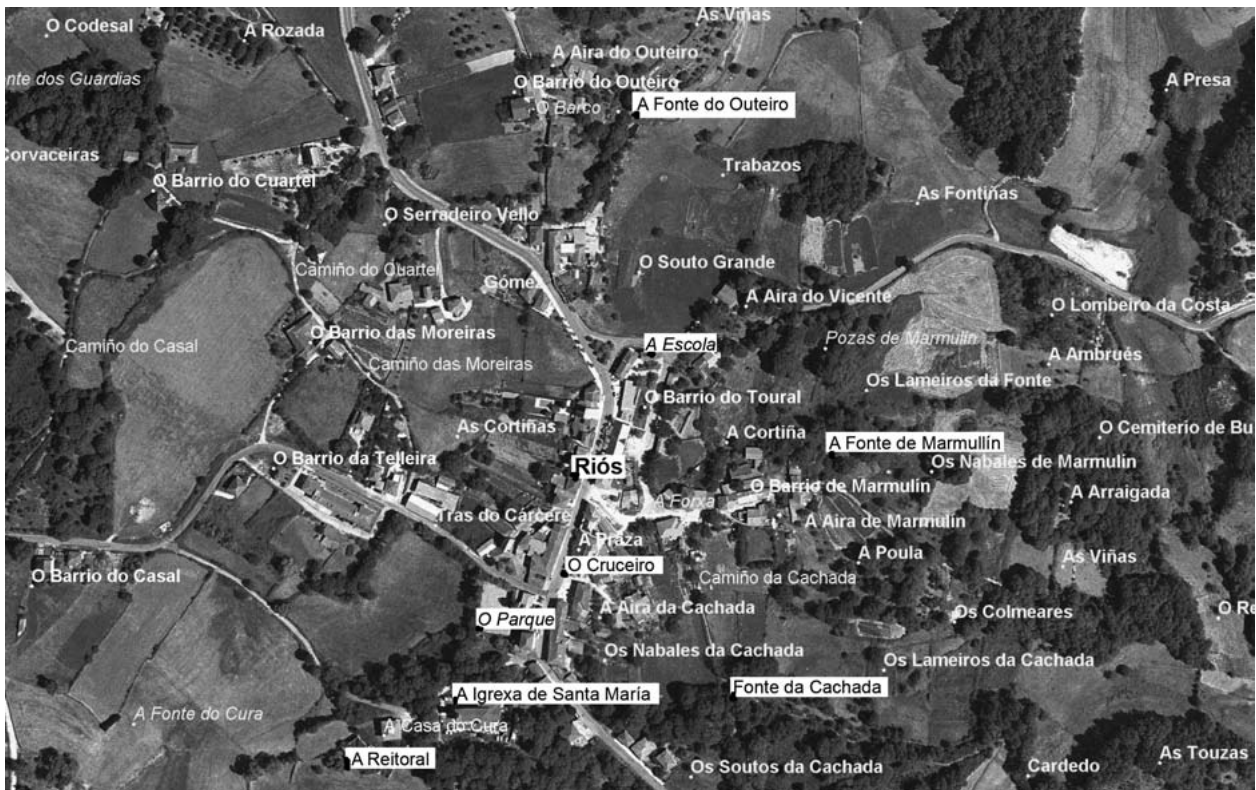 As Viñas
O Codesal
A Rozada
A Aira do Outeiro
nte dos Guardias
O Barrio do Outeiro
A Presa
O Barco
A Fonte do Outeiro
Corvaceiras
Trabazos
O Barrio do Cuartel
As Fontiñas
O Serradeiro Vello
Camiño do Cuartel
O Souto Grande
Gómez
A Aira do Vicente
O Lombeiro da Costa
O Barrio das Moreiras
Pozas de Marmulín
Camiño do Casal
A Escola
A Ambrués
Camiño das Moreiras
Os Lameiros da Fonte
O Barrio do Toural
As Cortiñas
A Cortiña
A Fonte de Marmullín
O Cemiterio de Bu
O Barrio da Telleira
Riós
Os Nabales de Marmulín
O Barrio de Marmulín
A Arraigada
A Forxa
Tras do Cárcere
A Aira de Marmulín
A Praza
A Poula
As Viñas
O Cruceiro
O Barrio do Casal
Camiño da Cachada
A Aira da Cachada
Os Colmeares
O Re
O Parque
Os Nabales da Cachada
Os Lameiros da Cachada
A Igrexa de Santa María
Fonte da Cachada
A Fonte do Cura
A Casa do Cura
A Reitoral
Os Soutos da Cachada
Cardedo
As Touzas